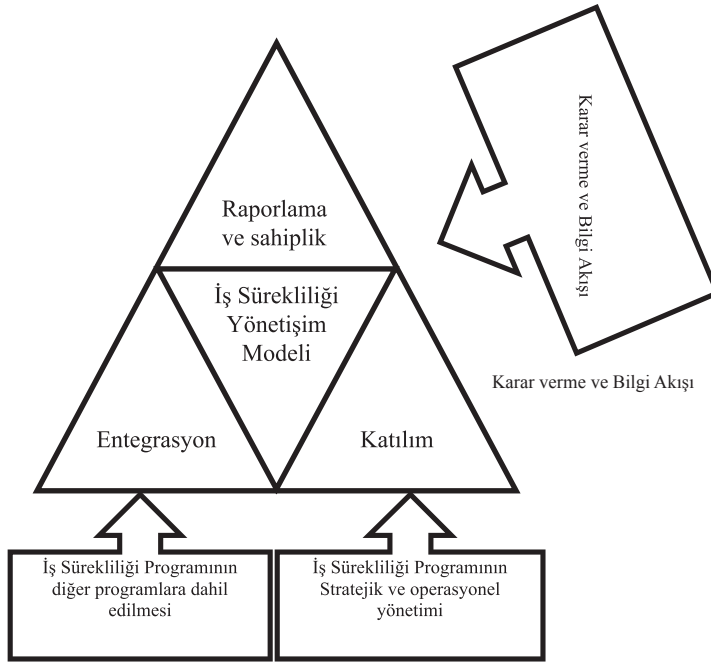 Raporlama
ve sahiplik
İş Sürekliliği
Yönetişim
Modeli
Entegrasyon
Katılım
Karar verme ve Bilgi Akışı
Karar verme ve Bilgi Akışı
İş Sürekliliği Programının
diğer programlara dahil
edilmesi
İş Sürekliliği Programının
Stratejik ve operasyonel
yönetimi